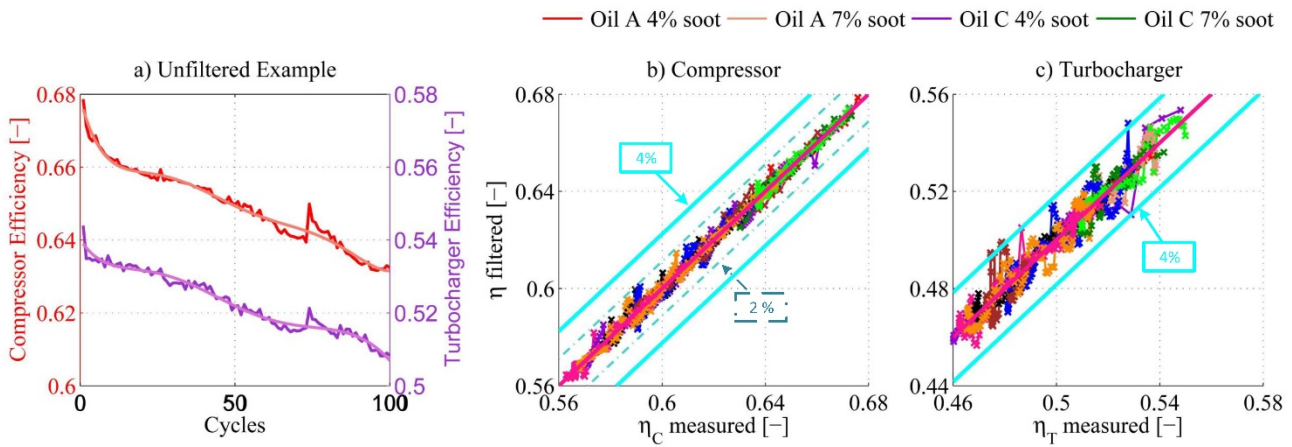 Oil A 4% soot Oil A 7% soot Oil C 4% soot Oil C 7% soot
a) Unfiltered Example
Compressor Efficiency [−]
0.68
0.66
0.64
0.62
0.6
0 50 100
Cycles
0.58
0.56
0.54
0.52
0.5
Turbocharger Efficiency [−]
b) Compressor
η filtered [−]
0.68
0.64
0.6
0.56
4%
2 %
0.56 0.6 0.64 0.68
ηC measured [−]
c) Turbocharger
0.56
0.52
0.48
0.44
4%
0.46 0.5 0.54 0.58
ηT measured [−]